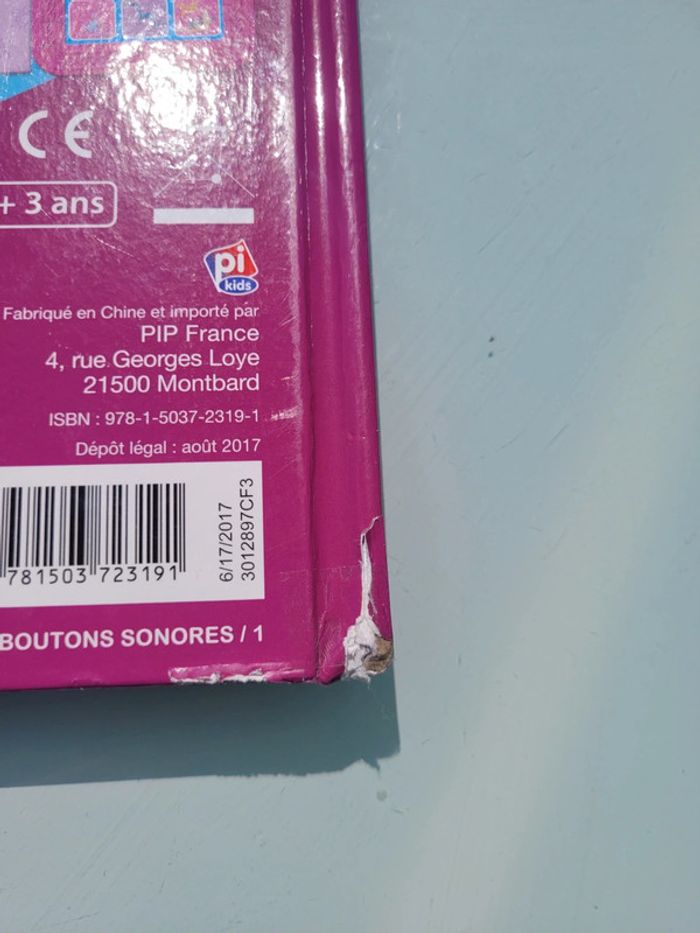 CE
+ 3 ans
pi
kids
Fabriqué en Chine et importé par
PIP France
4, rue Georges Loye
21500 Montbard
ISBN : 978-1-5037-2319-1
Dépôt légal : août 2017
6/17/2017
3012897CF3
781503 723191
BOUTONS SONORES / 1